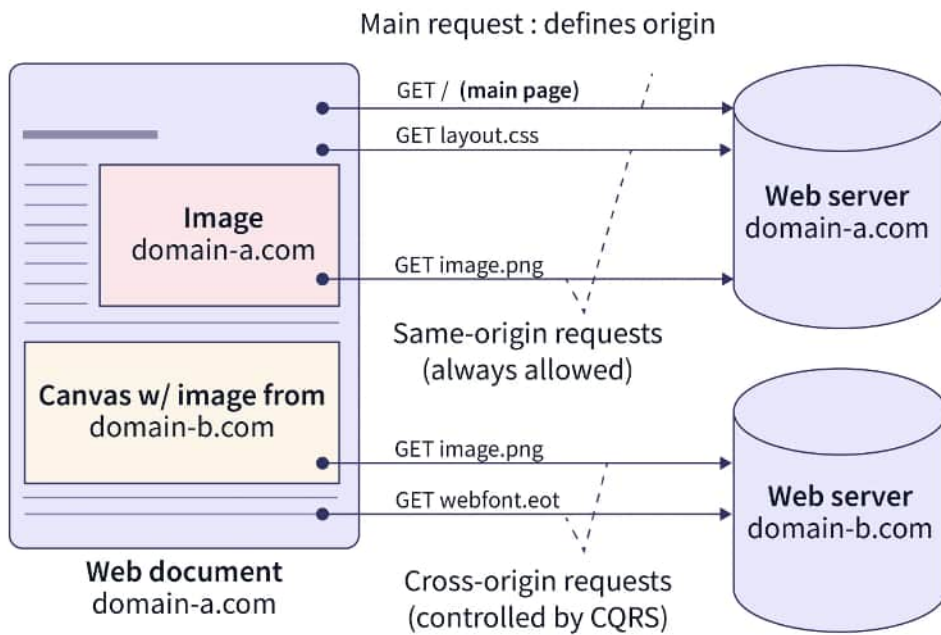 Main request : defines origin
GET / (main page)
GET layout.css
Image
domain-a.com
GET image.png
Web server
domain-a.com
Same-origin requests
(always allowed)
Canvas w/ image from
domain-b.com
GET image.png
GET webfont.eot
Web server
domain-b.com
Web document
domain-a.com
Cross-origin requests
(controlled by CQRS)